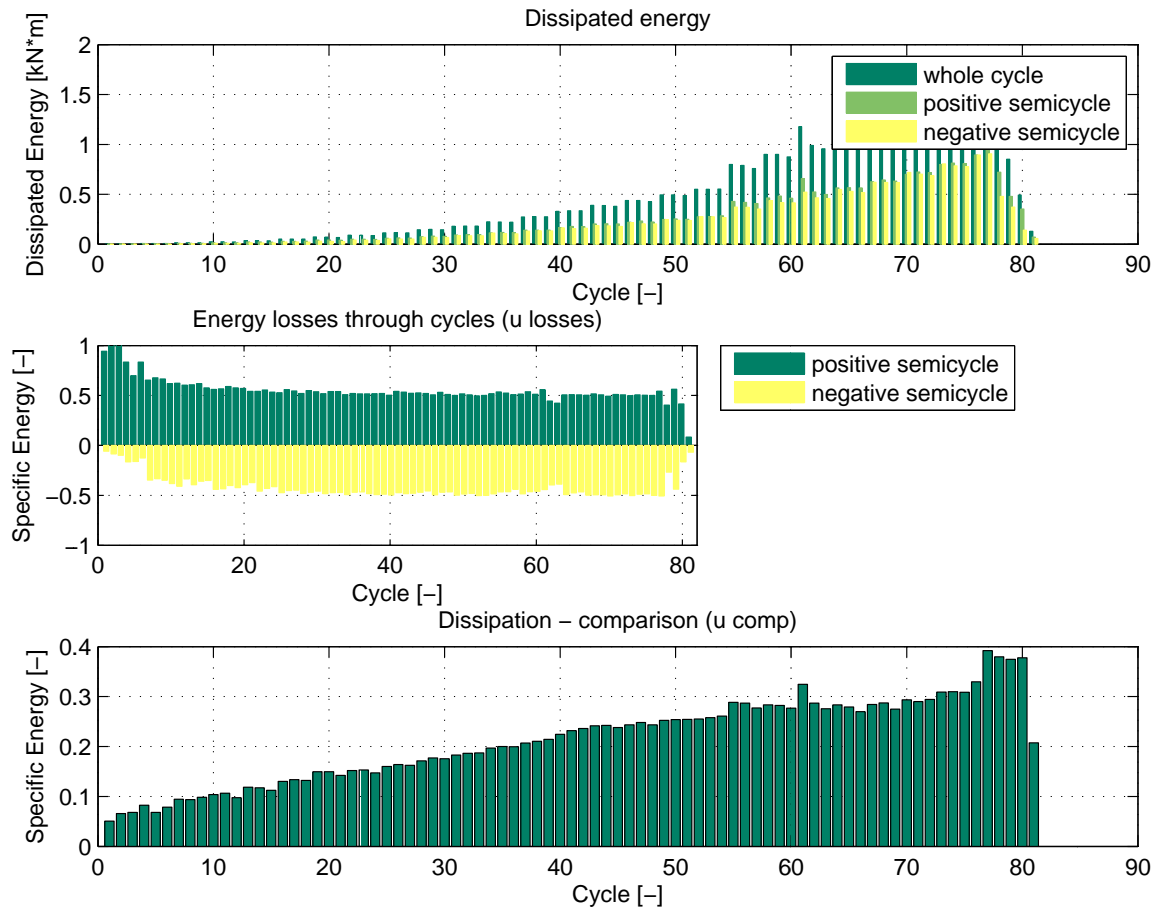 Dissipated energy
Dissipated Energy [kN*m]
2
1.5
1
0.5
0
whole cycle
positive semicycle
negative semicycle
0 10 20 30 40 50 60 70 80 90
Cycle [−]
Energy losses through cycles (u losses)
Specific Energy [−]
1
0.5
0
−0.5
−1
positive semicycle
negative semicycle
20 40 60 80
Cycle [−]
Dissipation − comparison (u comp)
Specific Energy [−]
0.4
0.3
0.2
0.1
0
0 10 20 30 40 50 60 70 80 90
Cycle [−]